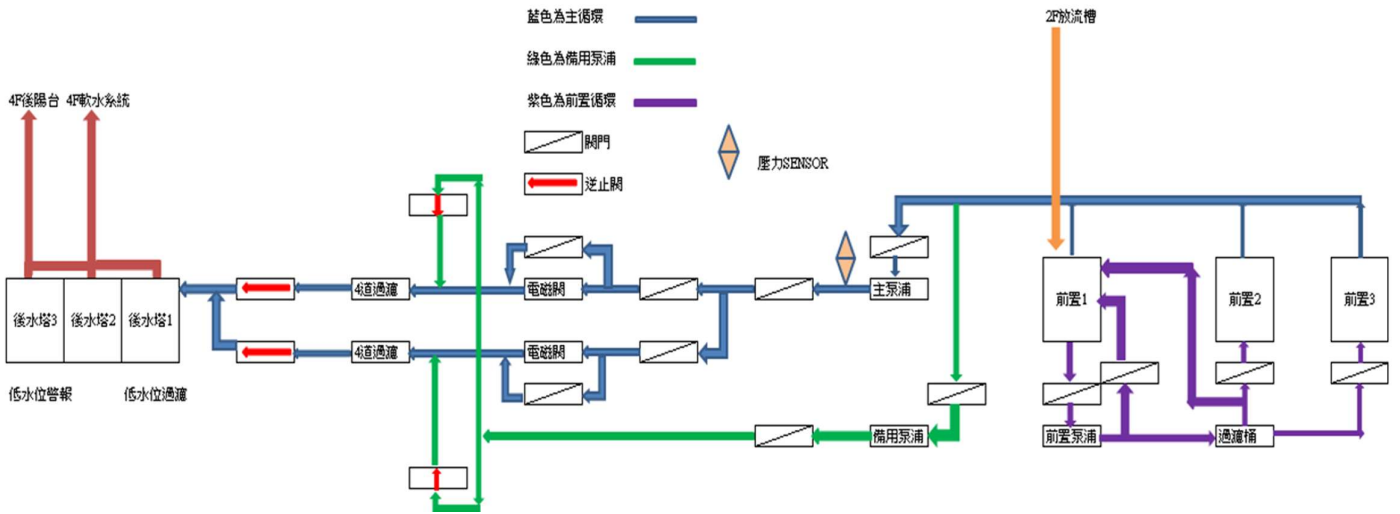 藍色為主循環
2F放流槽
綠色為備用泵浦
4F後陽台
4F軟水系統
紫色為前置循環
閥門
壓力SENSOR
逆止閥
後水塔3
後水塔2
後水塔1
4道過濾
電磁閥
主泵浦
前置1
前置2
前置3
4道過濾
電磁閥
低水位警報
低水位過濾
備用泵浦
前置泵浦
過濾桶